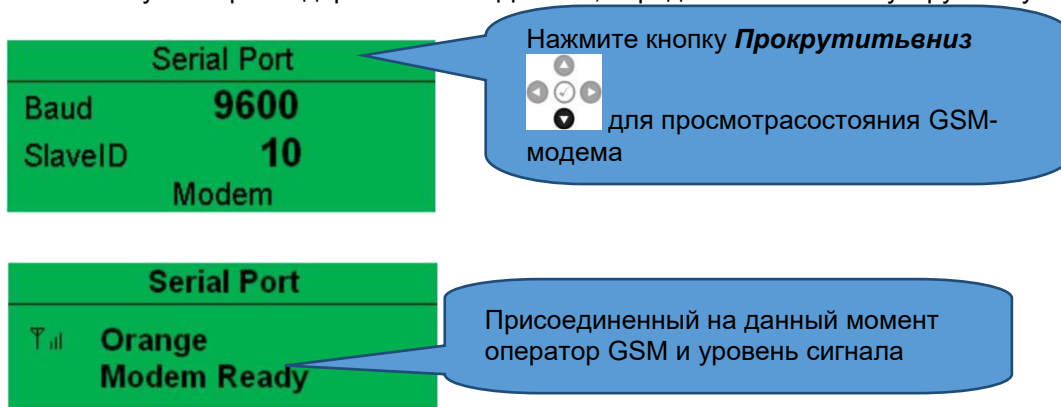 Serial Port
Baud 9600
SlaveID 10
Modem
Нажмите кнопку Прокрутитьвниз
для просмотрасостояния GSM-
модема
Serial Port
Orange
Modem Ready
Присоединенный на данный момент
оператор GSM и уровень сигнала